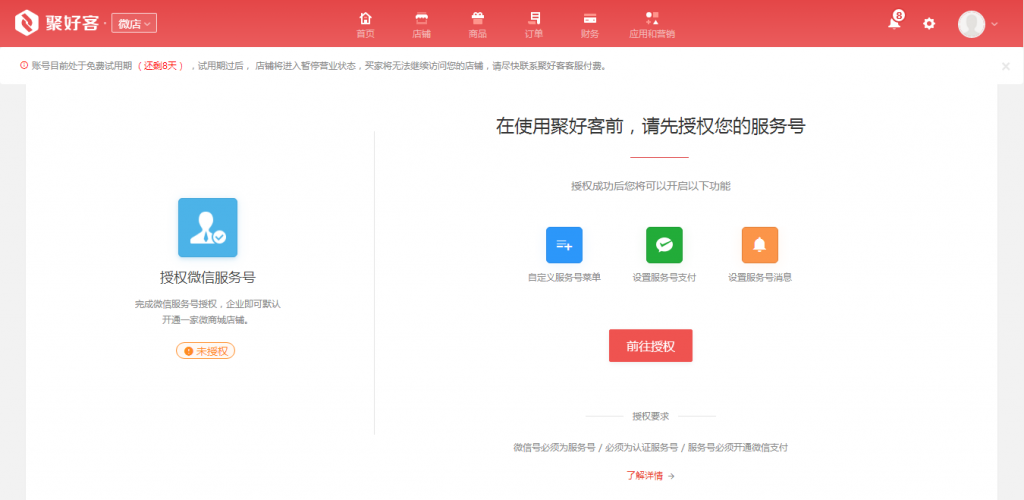 聚好客 · 微店
首页 店铺 商品 订单 财务 应用和营销
8
账号目前处于免费试用期（还剩8天），试用期过后， 店铺将进入暂停营业状态，买家将无法继续访问您的店铺，请尽快联系聚好客客服付费。
在使用聚好客前，请先授权您的服务号
授权成功后您将可以开启以下功能
自定义服务号菜单 设置服务号支付 设置服务号消息
授权微信服务号
完成微信服务号授权，企业即可默认
开通一家微商城店铺。
未授权
前往授权
授权要求
微信号必须为服务号 / 必须为认证服务号 / 服务号必须开通微信支付
了解详情 →